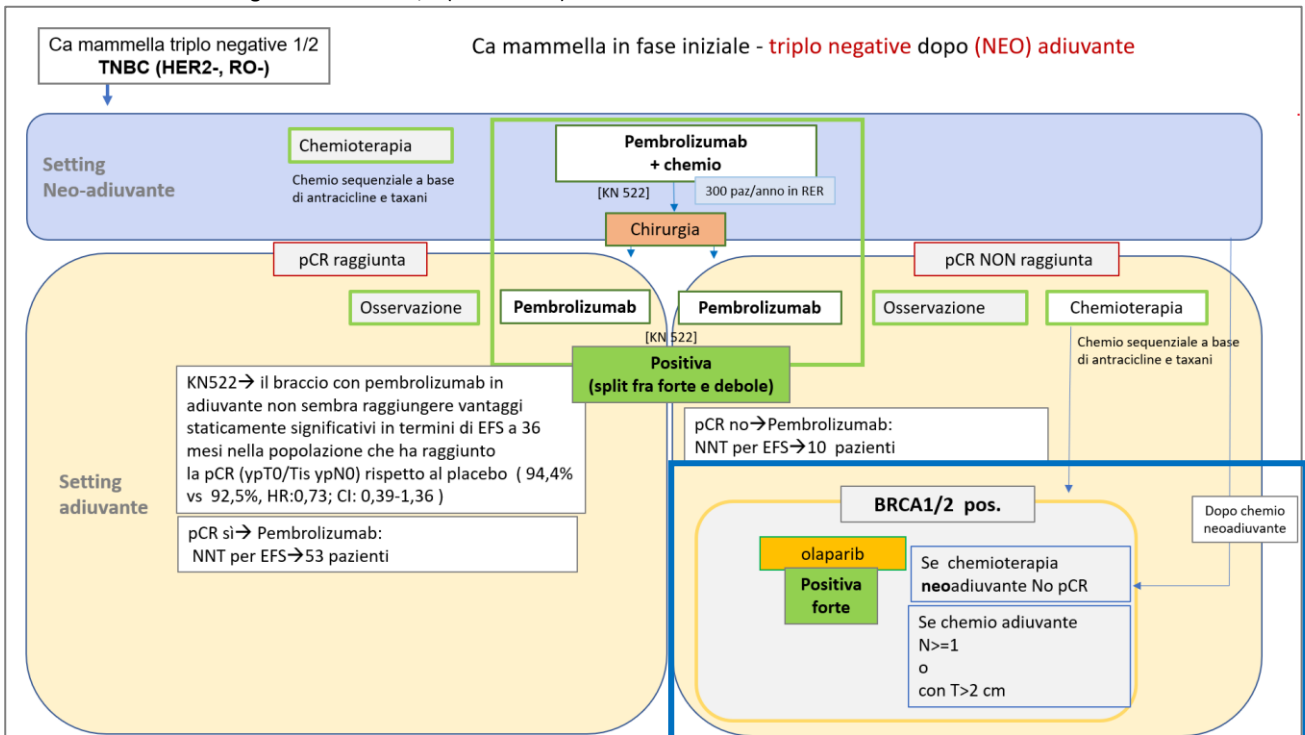 Ca mammella triplo negative 1/2
TNBC (HER2-, RO-)
Ca mammella in fase iniziale - triplo negative dopo (NEO) adiuvante
Setting
Neo-adiuvante
Chemioterapia
Chemio sequenziale a base
di antracicline e taxani
Pembrolizumab
+ chemio
[KN 522]
300 paz/anno in RER
Chirurgia
pCR raggiunta
pCR NON raggiunta
Osservazione
Pembrolizumab
Pembrolizumab
Osservazione
Chemioterapia
[KN 522]
Chemio sequenziale a base
di antracicline e taxani
Positiva
(split fra forte e debole)
KN522→ il braccio con pembrolizumab in
adiuvante non sembra raggiungere vantaggi
staticamente significativi in termini di EFS a 36
mesi nella popolazione che ha raggiunto
la pCR (ypT0/Tis ypN0) rispetto al placebo ( 94,4%
vs 92,5%, HR:0,73; CI: 0,39-1,36 )
pCR no→Pembrolizumab:
NNT per EFS→10 pazienti
Setting
adiuvante
pCR sì→ Pembrolizumab:
NNT per EFS→53 pazienti
BRCA1/2 pos.
Dopo chemio
neoadiuvante
olaparib
Positiva
forte
Se chemioterapia
neoadiuvante No pCR
Se chemio adiuvante
N>=1
o
con T>2 cm